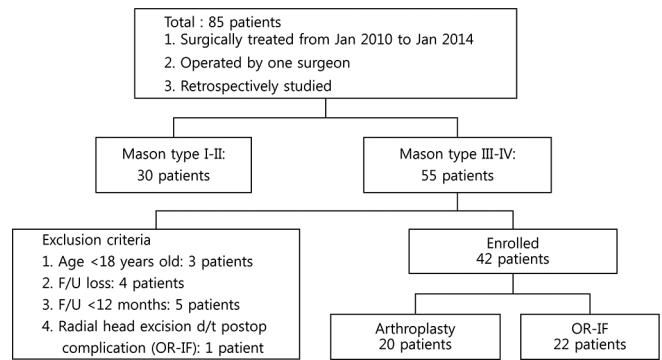 Total : 85 patients
1. Surgically treated from Jan 2010 to Jan 2014
2. Operated by one surgeon
3. Retrospectively studied
Mason type I-II:
30 patients
Mason type III-IV:
55 patients
Exclusion criteria
1. Age <18 years old: 3 patients
2. F/U loss: 4 patients
3. F/U <12 months: 5 patients
4. Radial head excision d/t postop
complication (OR-IF): 1 patient
Enrolled
42 patients
Arthroplasty
20 patients
OR-IF
22 patients